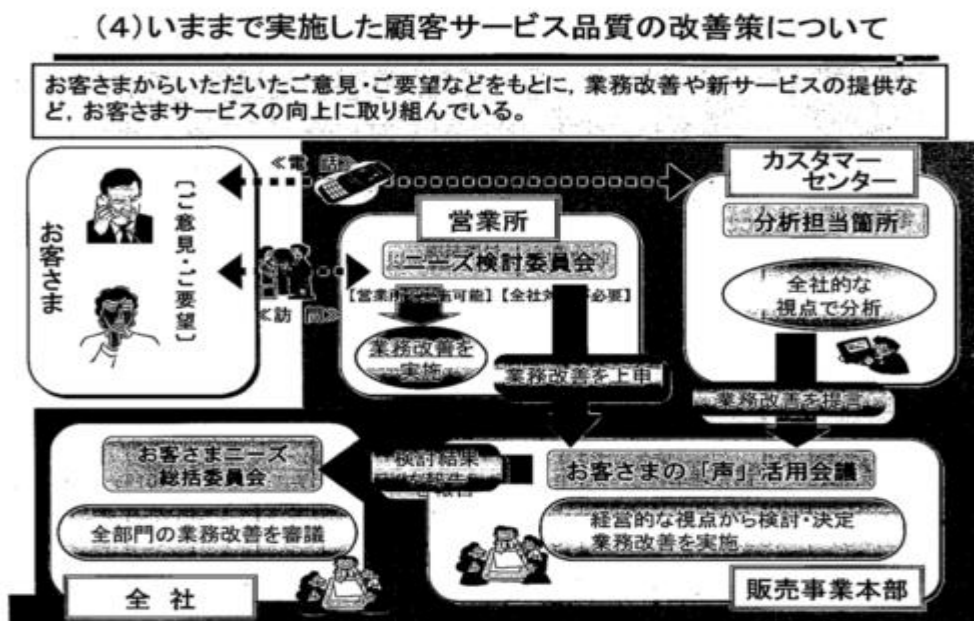 (4)いままで実施した顧客サービス品質の改善策について
お客さまからいただいたご意見・ご要望などをもとに, 業務改善や新サービスの提供な
ど, お客さまサービスの向上に取り組んでいる。
≪電 話≫
カスタマー
センター
分析担当箇所
全社的な
視点で分析
業務改善を提言
お客さま
[ご意見・ご要望]
≪訪 問≫
営業所
ニーズ検討委員会
可能】【全社
必要】
業務改善を
実施
業務改善を上申
お客さまニーズ
総括委員会
全部門の業務改善を審議
全 社
検討結果
を報告
お客さまの「声」活用会議
経営的な視点から検討・決定
業務改善を実施
販売事業本部